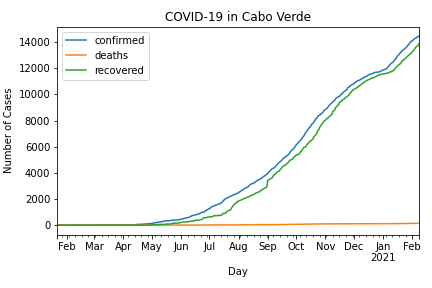 COVID-19 in Cabo Verde
confirmed
deaths
recovered
14000
12000
10000
8000
6000
4000
2000
0
Number of Cases
Feb Mar Apr May Jun Jul Aug Sep Oct Nov Dec Jan Feb
2021
Day